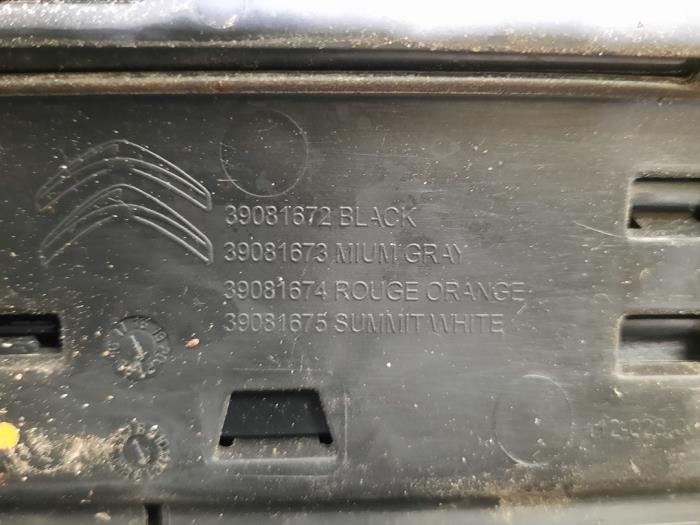 39081672 BLACK
39081673 MIUM GRAY
39081674 ROUGE ORANGE
39081675 SUMMIT WHITE